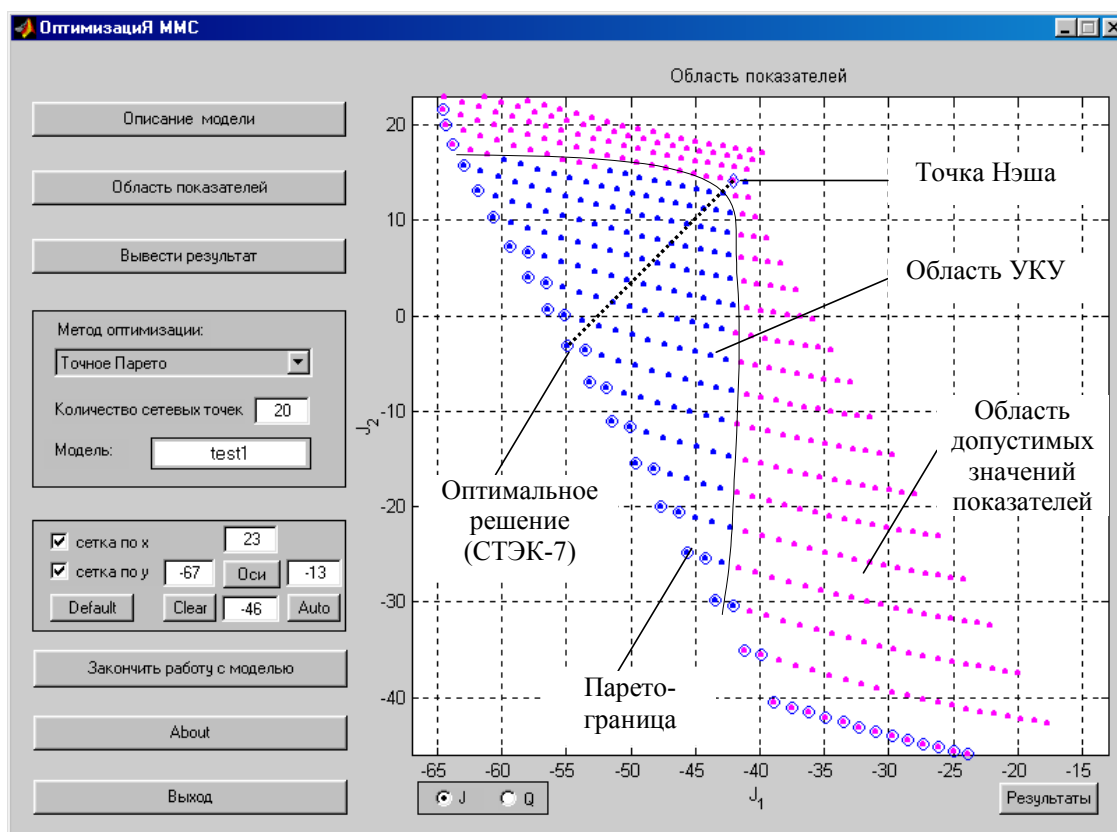 ОптимизациЯ ММС
Описание модели
Область показателей
Вывести результат
Метод оптимизации:
Точное Парето
Количество сетевых точек 20
Модель: test1
сетка по x 23
сетка по y -67 Оси -13
Default Clear -46 Auto
Закончить работу с моделью
About
Выход
Область показателей
20
10
0
-10
-20
-30
-40
J2
Точка Нэша
Область УКУ
Область
допустимых
значений
показателей
Оптимальное
решение
(СТЭК-7)
Парето-
граница
-65 -60 -55 -50 -45 -40 -35 -30 -25 -20 -15
J1
J Q
Результаты